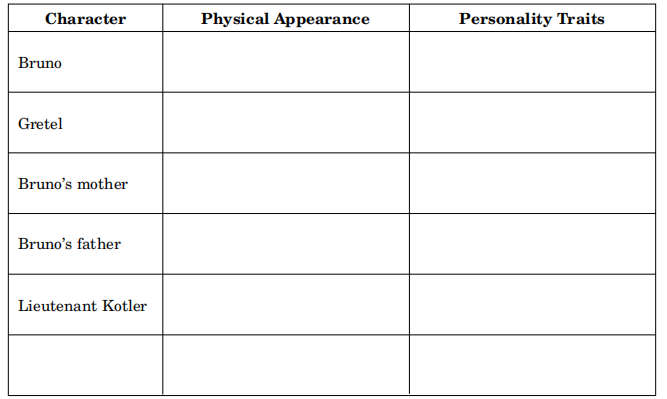 Character Physical Appearance Personality Traits
Bruno
Gretel
Bruno’s mother
Bruno’s father
Lieutenant Kotler